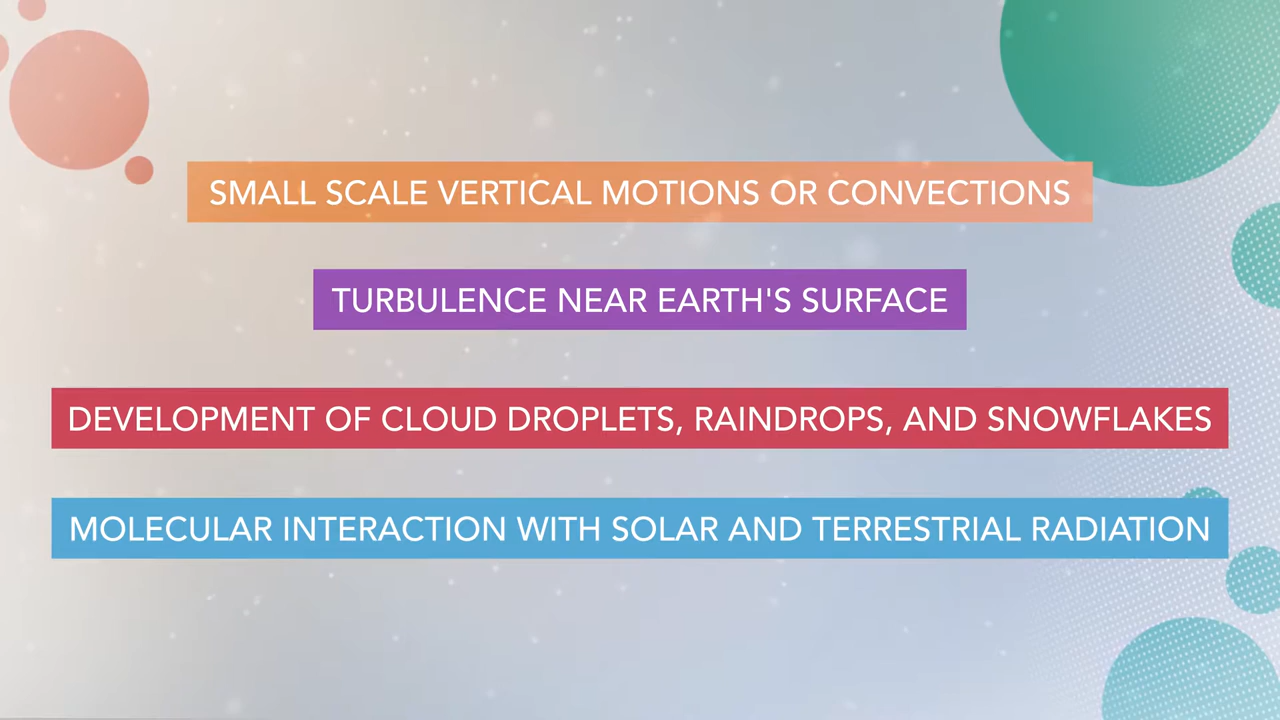 SMALL SCALE VERTICAL MOTIONS OR CONVECTIONS
TURBULENCE NEAR EARTH'S SURFACE
DEVELOPMENT OF CLOUD DROPLETS, RAINDROPS, AND SNOWFLAKES
MOLECULAR INTERACTION WITH SOLAR AND TERRESTRIAL RADIATION